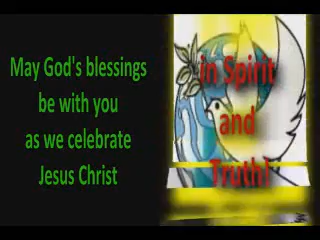 May God's blessings
be with you
as we celebrate
Jesus Christ
in Spirit
and
Truth!